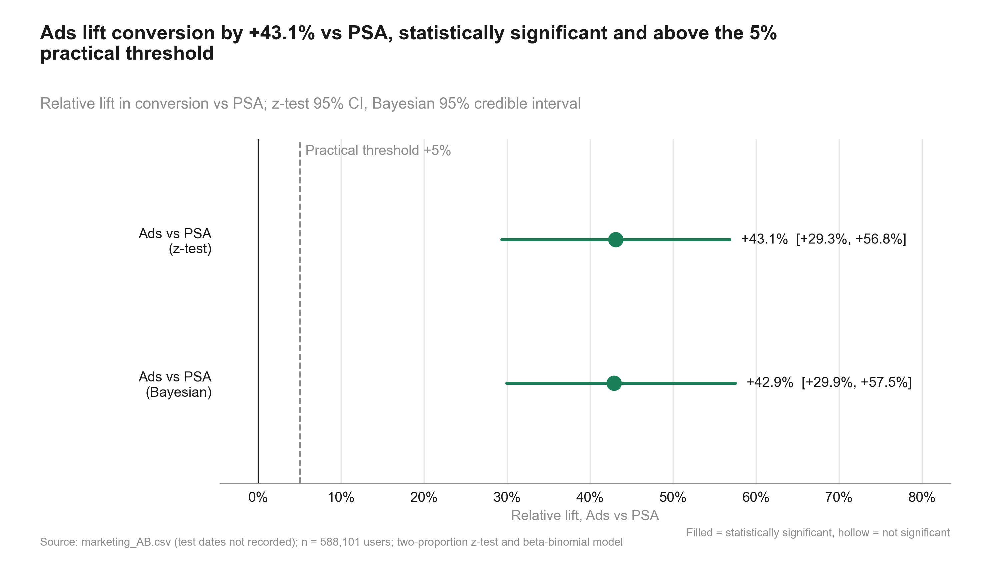 Ads lift conversion by +43.1% vs PSA, statistically significant and above the 5%
practical threshold
Relative lift in conversion vs PSA; z-test 95% CI, Bayesian 95% credible interval
Practical threshold +5%
Ads vs PSA
(z-test)
+43.1%  [+29.3%, +56.8%]
Ads vs PSA
(Bayesian)
+42.9%  [+29.9%, +57.5%]
0% 10% 20% 30% 40% 50% 60% 70% 80%
Relative lift, Ads vs PSA
Filled = statistically significant, hollow = not significant
Source: marketing_AB.csv (test dates not recorded); n = 588,101 users; two-proportion z-test and beta-binomial model